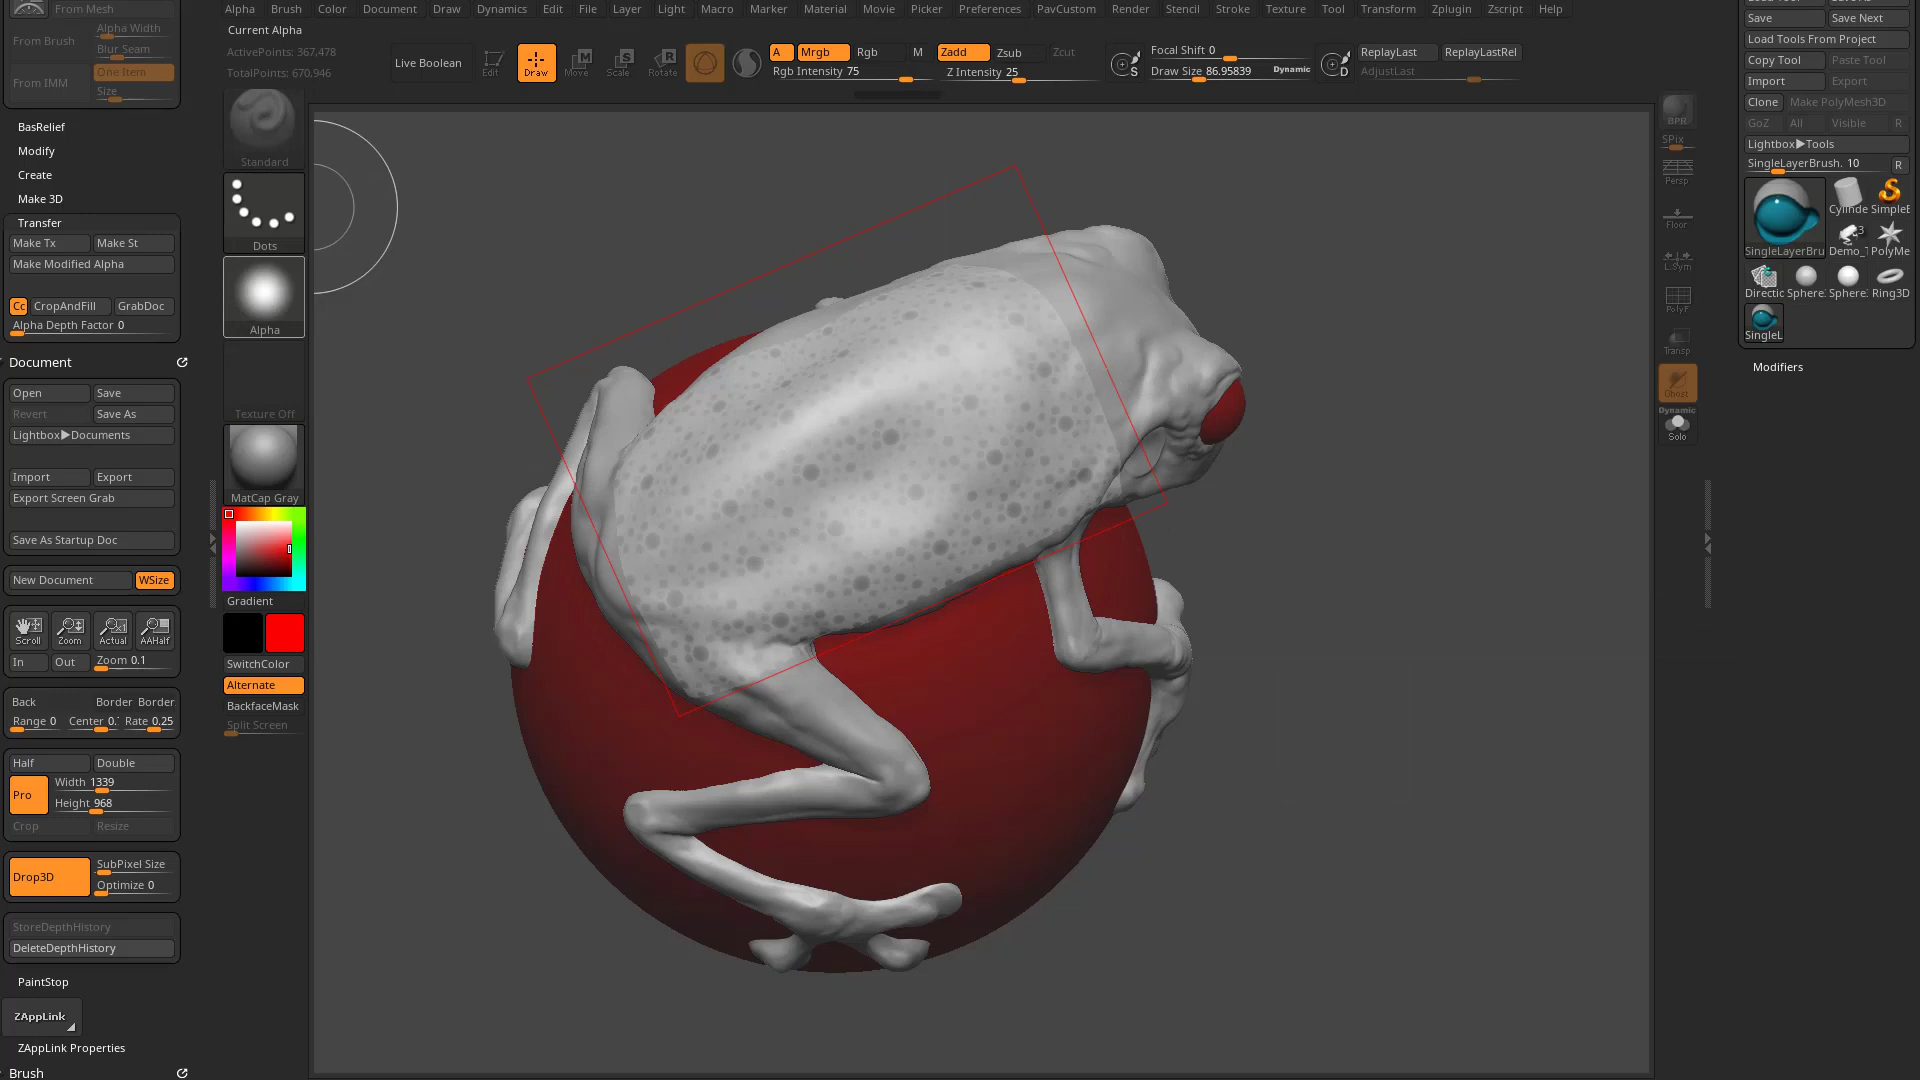 From Mesh
From Brush
Alpha Width
Blur Seam
From IMM
One Item
Size
BasRelief
Modify
Create
Make 3D
Transfer
Make Tx
Make St
Make Modified Alpha
Cc
CropAndFill
GrabDoc
Alpha Depth Factor 0
Document
Open
Save
Revert
Save As
Lightbox▶Documents
Import
Export
Export Screen Grab
Save As Startup Doc
New Document
WSize
Scroll
Zoom
Actual
AAHalf
In
Out
Zoom 0.1
Back
Border
Border
Range 0
Center 0.
Rate 0.25
Half
Double
Pro
Width 1339
Height 968
Crop
Resize
Drop3D
SubPixel Size
Optimize 0
StoreDepthHistory
DeleteDepthHistory
PaintStop
ZAppLink
ZAppLink Properties
Brush
Alpha Brush Color Document Draw Dynamics Edit File Layer Light Macro Marker Material Movie Picker Preferences PavCustom Render Stencil Stroke Texture Tool Transform Zplugin Zscript Help
Current Alpha
ActivePoints: 367,478
TotalPoints: 670,946
Live Boolean
Edit
Draw
Move
Scale
Rotate
A
Mrgb
Rgb
M
Rgb Intensity 75
Zadd
Zsub
Zcut
Z Intensity 25
S
Focal Shift 0
Draw Size 86.95839
Dynamic
D
ReplayLast
ReplayLastRel
AdjustLast
Standard
Dots
Alpha
Texture Off
MatCap Gray
Gradient
SwitchColor
Alternate
BackfaceMask
Split Screen
BPR
SPix
Persp
Floor
L.Sym
PolyF
Transp
Ghost
Dynamic
Solo
Save
Save Next
Load Tools From Project
Copy Tool
Paste Tool
Import
Export
Clone
Make PolyMesh3D
GoZ
All
Visible
R
Lightbox▶Tools
SingleLayerBrush. 10
R
SingleLayerBru
Cylinde
SimpleE
3
Demo_
PolyMe
Directic
Sphere
Sphere
Ring3D
SingleL
Modifiers